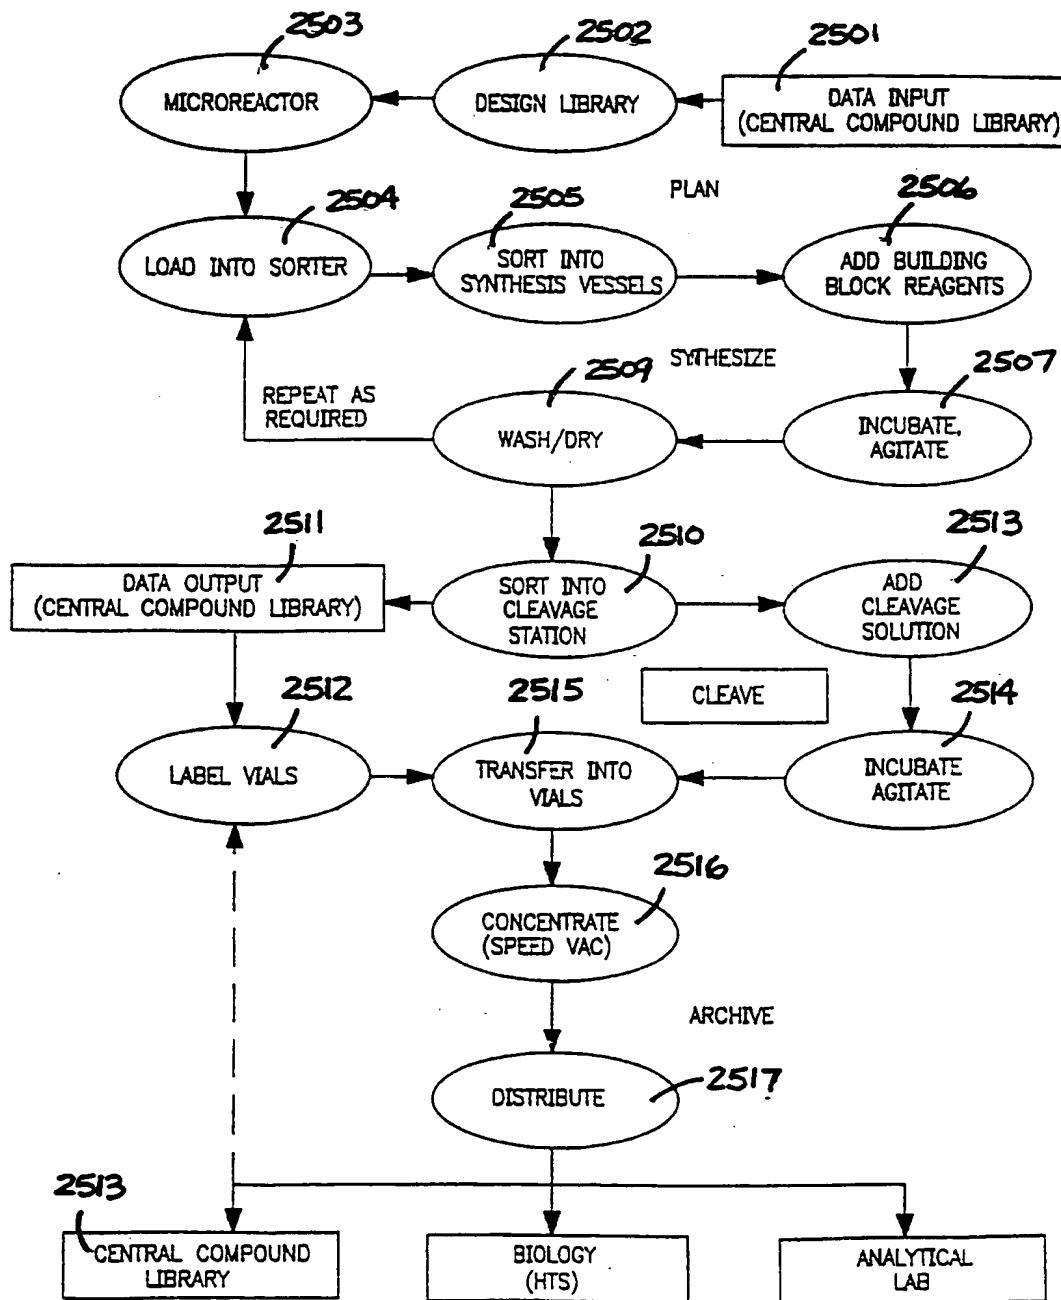 2503
2502
2501
MICROREACTOR
DESIGN LIBRARY
DATA INPUT
(CENTRAL COMPOUND LIBRARY)
PLAN
2504
2505
2506
LOAD INTO SORTER
SORT INTO
SYNTHESIS VESSELS
ADD BUILDING
BLOCK REAGENTS
SYTHESIZE
2509
2507
REPEAT AS
REQUIRED
WASH/DRY
INCUBATE,
AGITATE
2511
2510
2513
DATA OUTPUT
(CENTRAL COMPOUND LIBRARY)
SORT INTO
CLEAVAGE
STATION
ADD
CLEAVAGE
SOLUTION
CLEAVE
2512
2515
2514
LABEL VIALS
TRANSFER INTO
VIALS
INCUBATE
AGITATE
2516
CONCENTRATE
(SPEED VAC)
ARCHIVE
2517
DISTRIBUTE
2513
CENTRAL COMPOUND
LIBRARY
BIOLOGY
(HTS)
ANALYTICAL
LAB